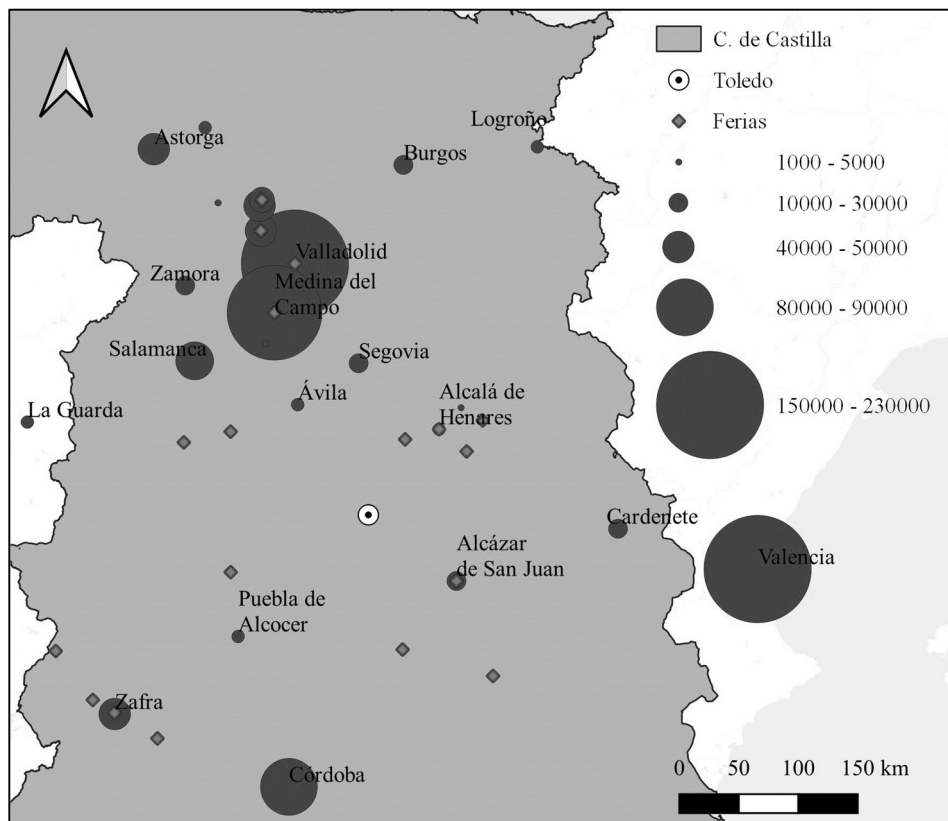 C. de Castilla
Toledo
Ferias
1000 - 5000
10000 - 30000
40000 - 50000
80000 - 90000
150000 - 230000
Logroño
Astorga
Burgos
Valladolid
Zamora
Medina del
Campo
Salamanca
Segovia
Ávila
Alcalá de
Henares
La Guarda
Cardenete
Alcázar
de San Juan
Valencia
Puebla de
Alcocer
Zafra
Córdoba
0 50 100 150 km